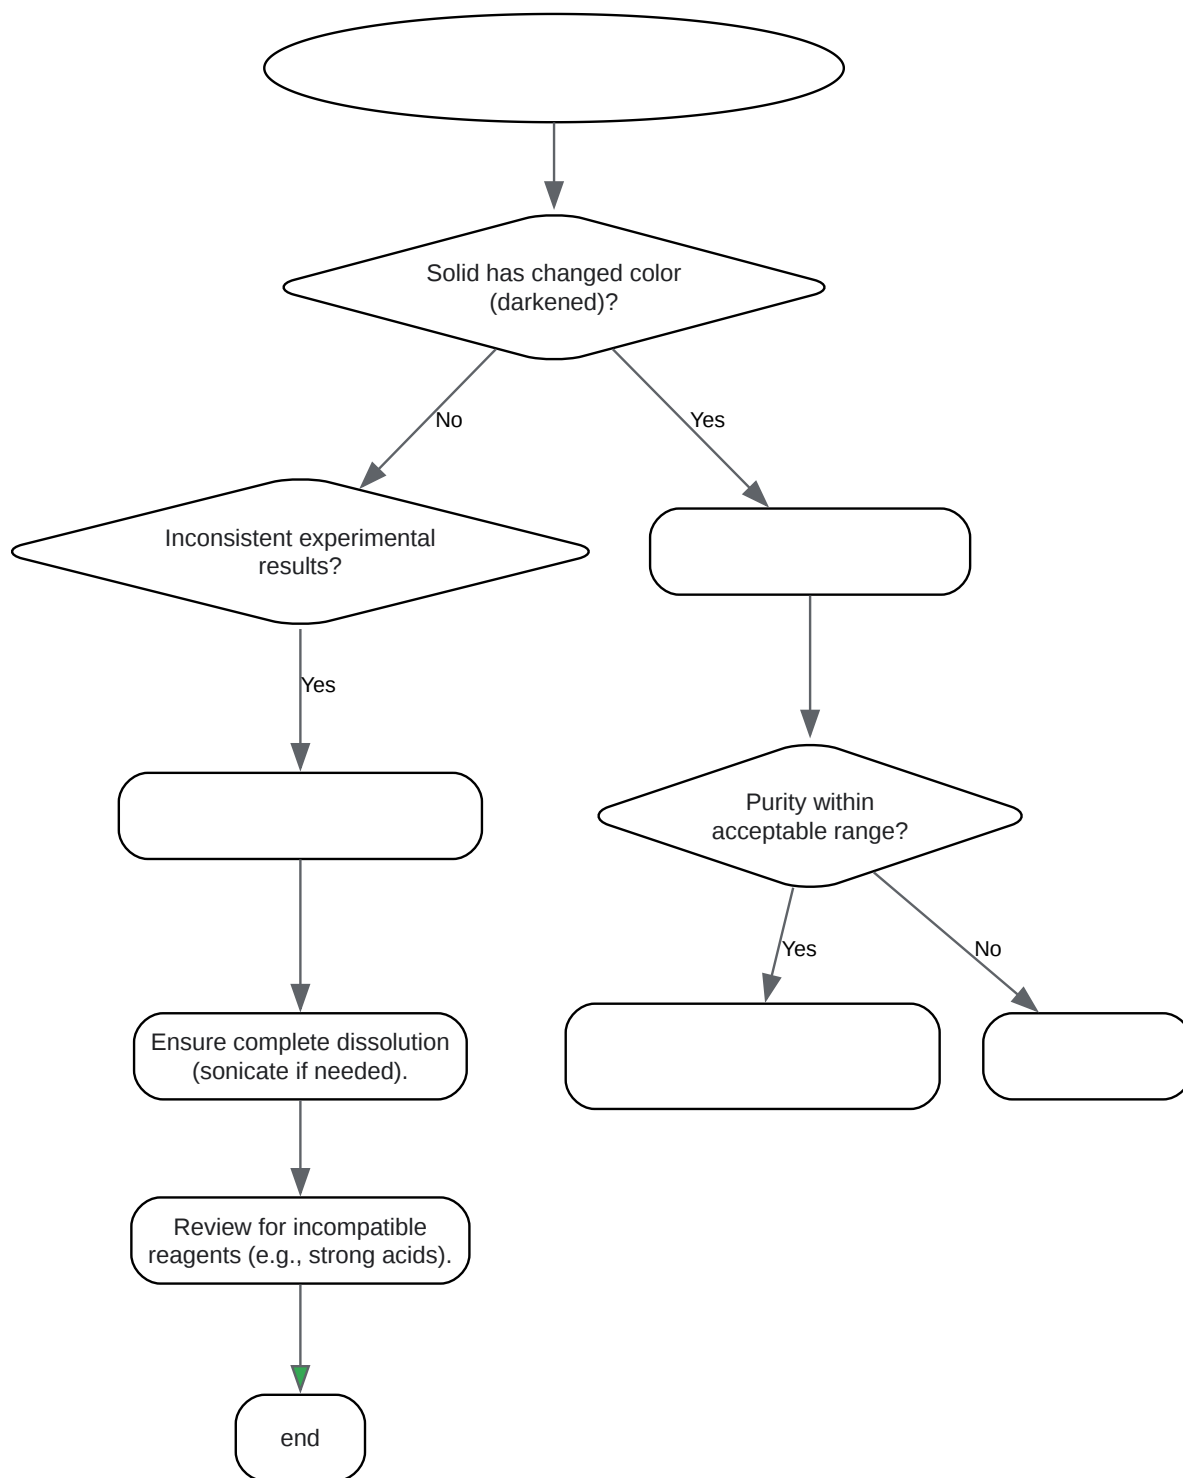 Solid has changed color
(darkened)?
No
Yes
Inconsistent experimental
results?
Yes
Purity within
acceptable range?
Yes
No
Ensure complete dissolution
(sonicate if needed).
Review for incompatible
reagents (e.g., strong acids).
end